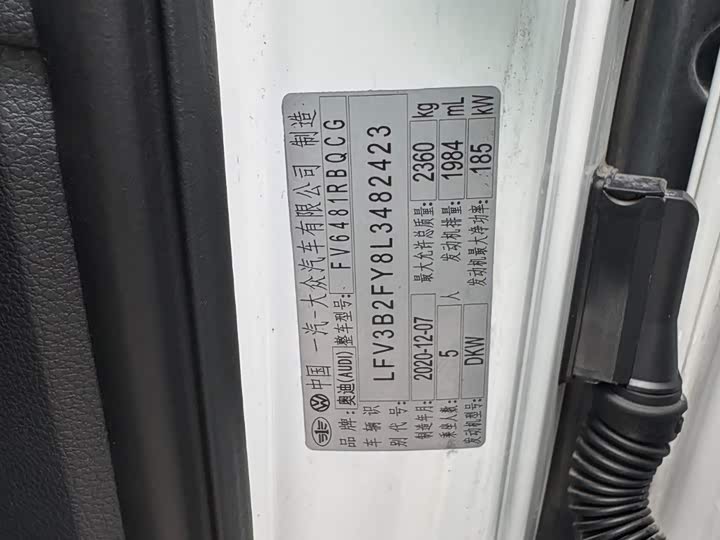 中国 一汽-大众汽车有限公司 制造
品牌: 奥迪(AUDI) 整车型号: FV6481RBQCG
车辆识别代号: LFV3B2FY8L3482423
制造年月: 2020-12-07 最大允许总质量: 2360 kg
乘坐人数: 5 人 发动机排量: 1984 mL
发动机型号: DKW 发动机最大净功率: 185 kW